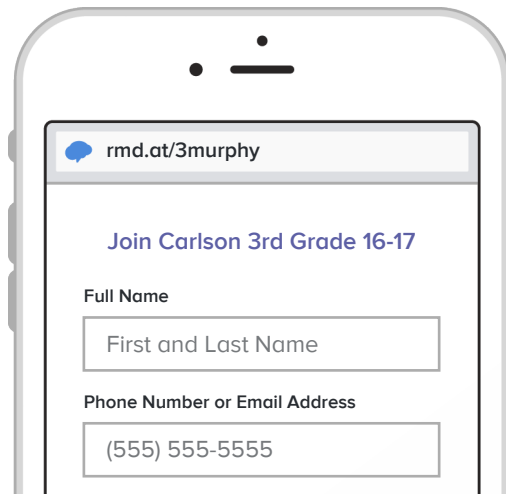 rmd.at/3murphy
Join Carlson 3rd Grade 16-17
Full Name
First and Last Name
Phone Number or Email Address
(555) 555-5555